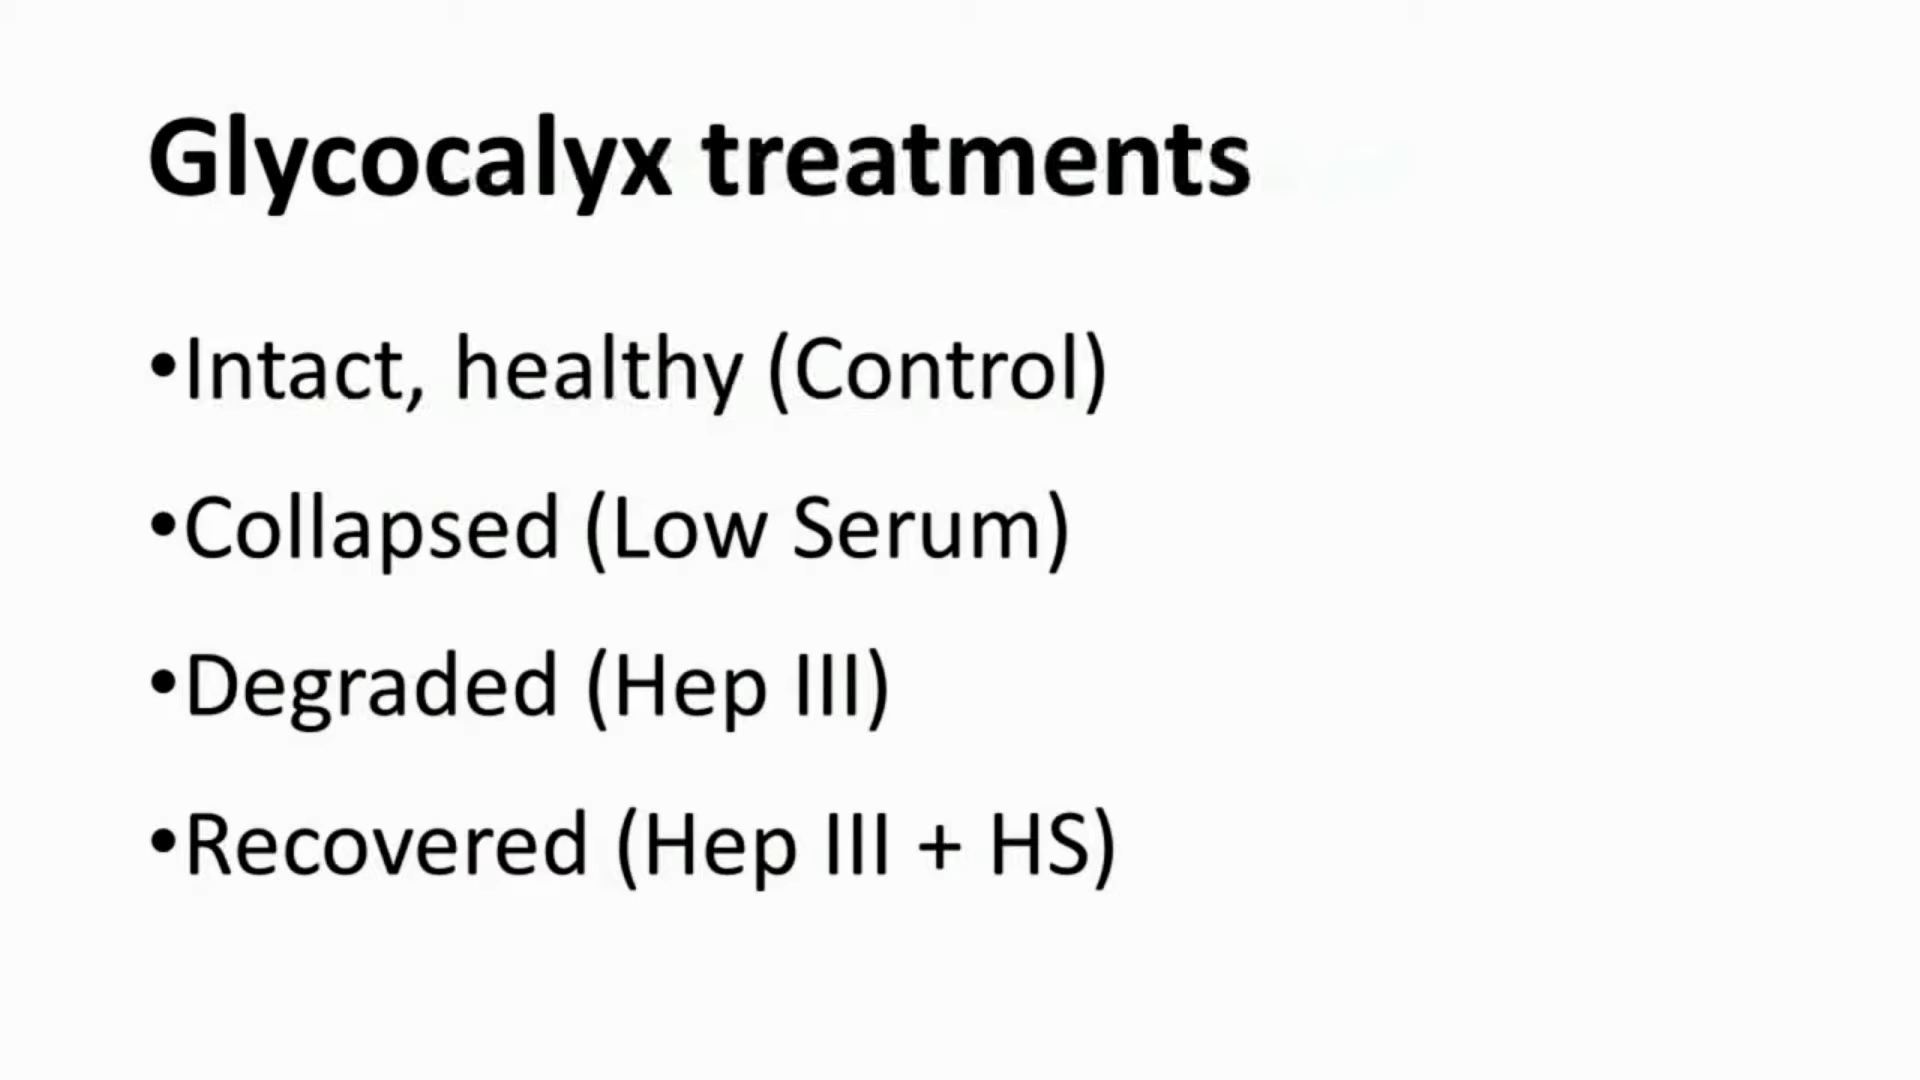 Glycocalyx treatments
•Intact, healthy (Control)
•Collapsed (Low Serum)
•Degraded (Hep III)
•Recovered (Hep III + HS)